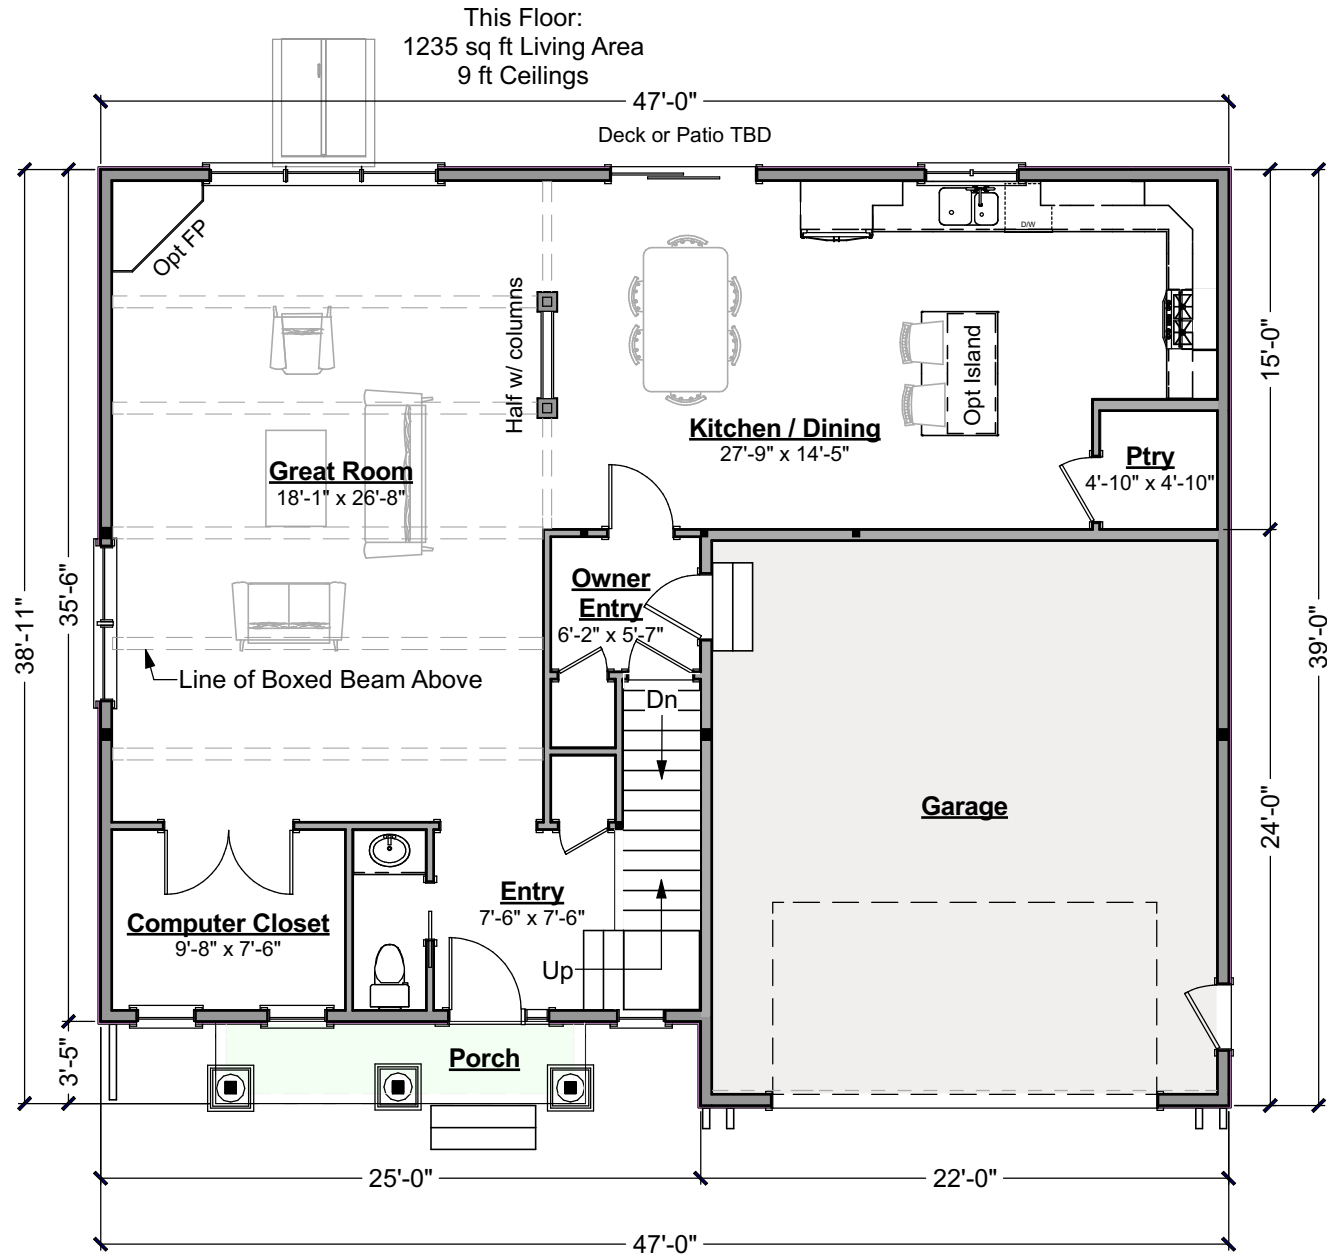 This Floor:
1235 sq ft Living Area
9 ft Ceilings
47'-0"
Deck or Patio TBD
Opt FP
D/W
Half w/ columns
Opt Island
15'-0"
Kitchen / Dining
27'-9" x 14'-5"
Ptry
4'-10" x 4'-10"
Great Room
18'-1" x 26'-8"
Owner
Entry
6'-2" x 5'-7"
38'-11"
35'-6"
39'-0"
Line of Boxed Beam Above
Dn
Garage
24'-0"
Entry
7'-6" x 7'-6"
Computer Closet
9'-8" x 7'-6"
Up
Porch
3'-5"
25'-0"
22'-0"
47'-0"